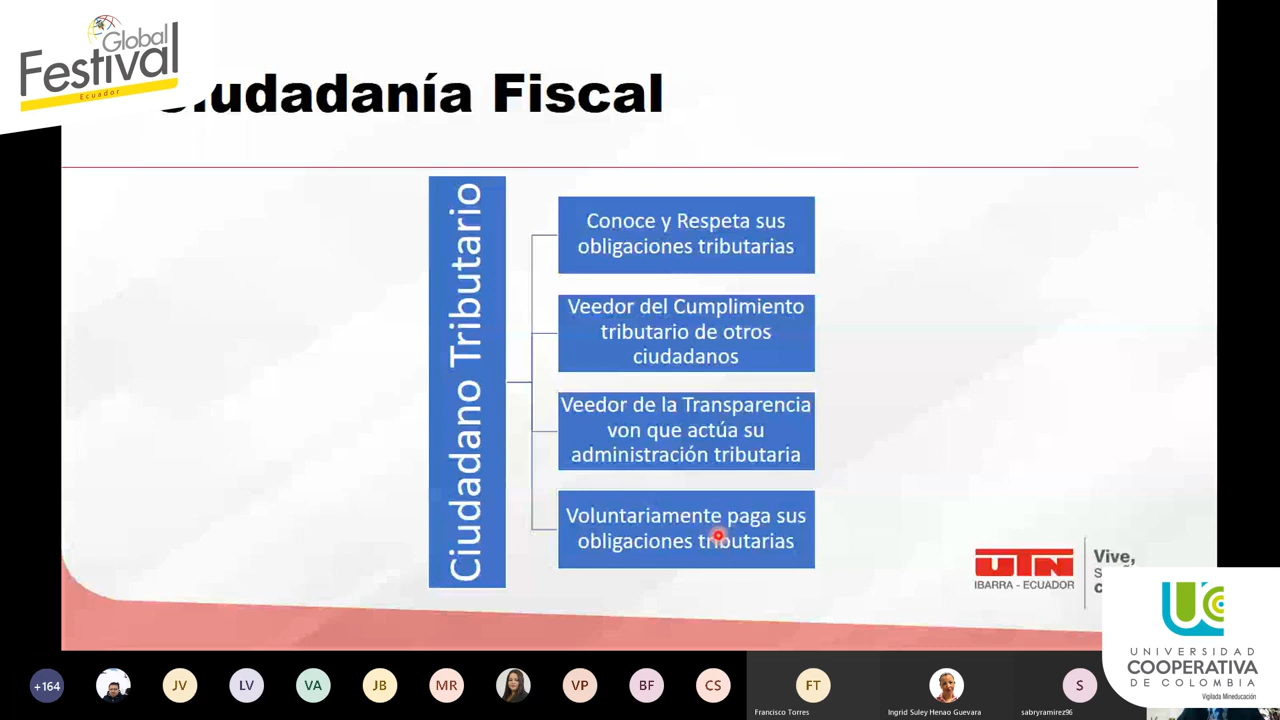 Global
Festival
Ecuador
Ciudadanía Fiscal
Ciudadano Tributario
Conoce y Respeta sus
obligaciones tributarias
Veedor del Cumplimiento
tributario de otros
ciudadanos
Veedor de la Transparencia
von que actúa su
administración tributaria
Voluntariamente paga sus
obligaciones tributarias
UTN
IBARRA - ECUADOR
Vive,
UNIVERSIDAD
COOPERATIVA
DE COLOMBIA
Vigilada Mineducación
+164
JV
LV
VA
JB
MR
VP
BF
CS
FT
S
Francisco Torres
Ingrid Suley Henao Guevara
sabryramirez96